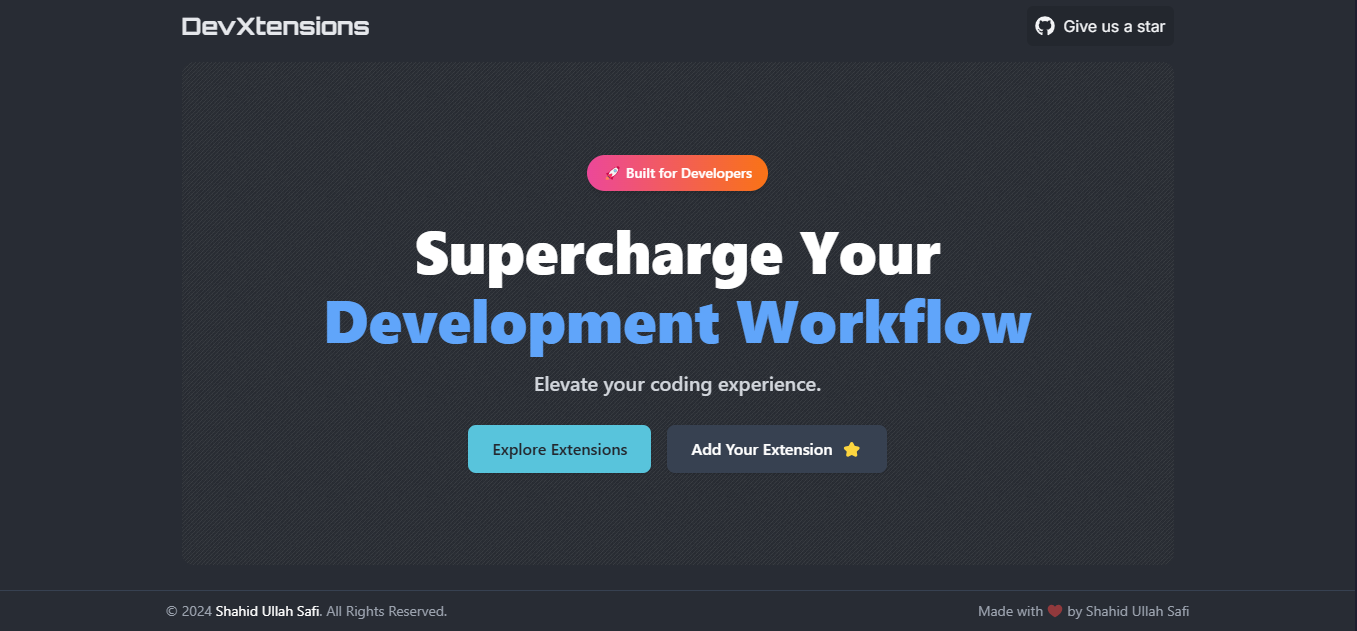 DevXtensions
Give us a star
🚀 Built for Developers
Supercharge Your
Development Workflow
Elevate your coding experience.
Explore Extensions
Add Your Extension ⭐
© 2024 Shahid Ullah Safi. All Rights Reserved.
Made with ❤️ by Shahid Ullah Safi